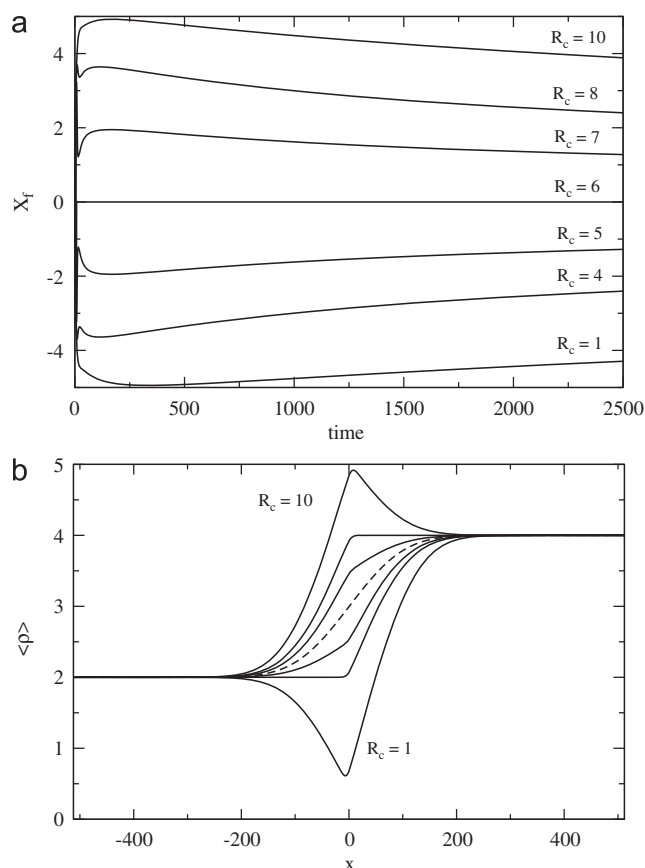 a
4
2
0
-2
-4
X_f
R_c = 10
R_c = 8
R_c = 7
R_c = 6
R_c = 5
R_c = 4
R_c = 1
0 500 1000 1500 2000 2500
time
b
5
4
3
2
1
0
<ρ>
R_c = 10
R_c = 1
-400 -200 0 200 400
x